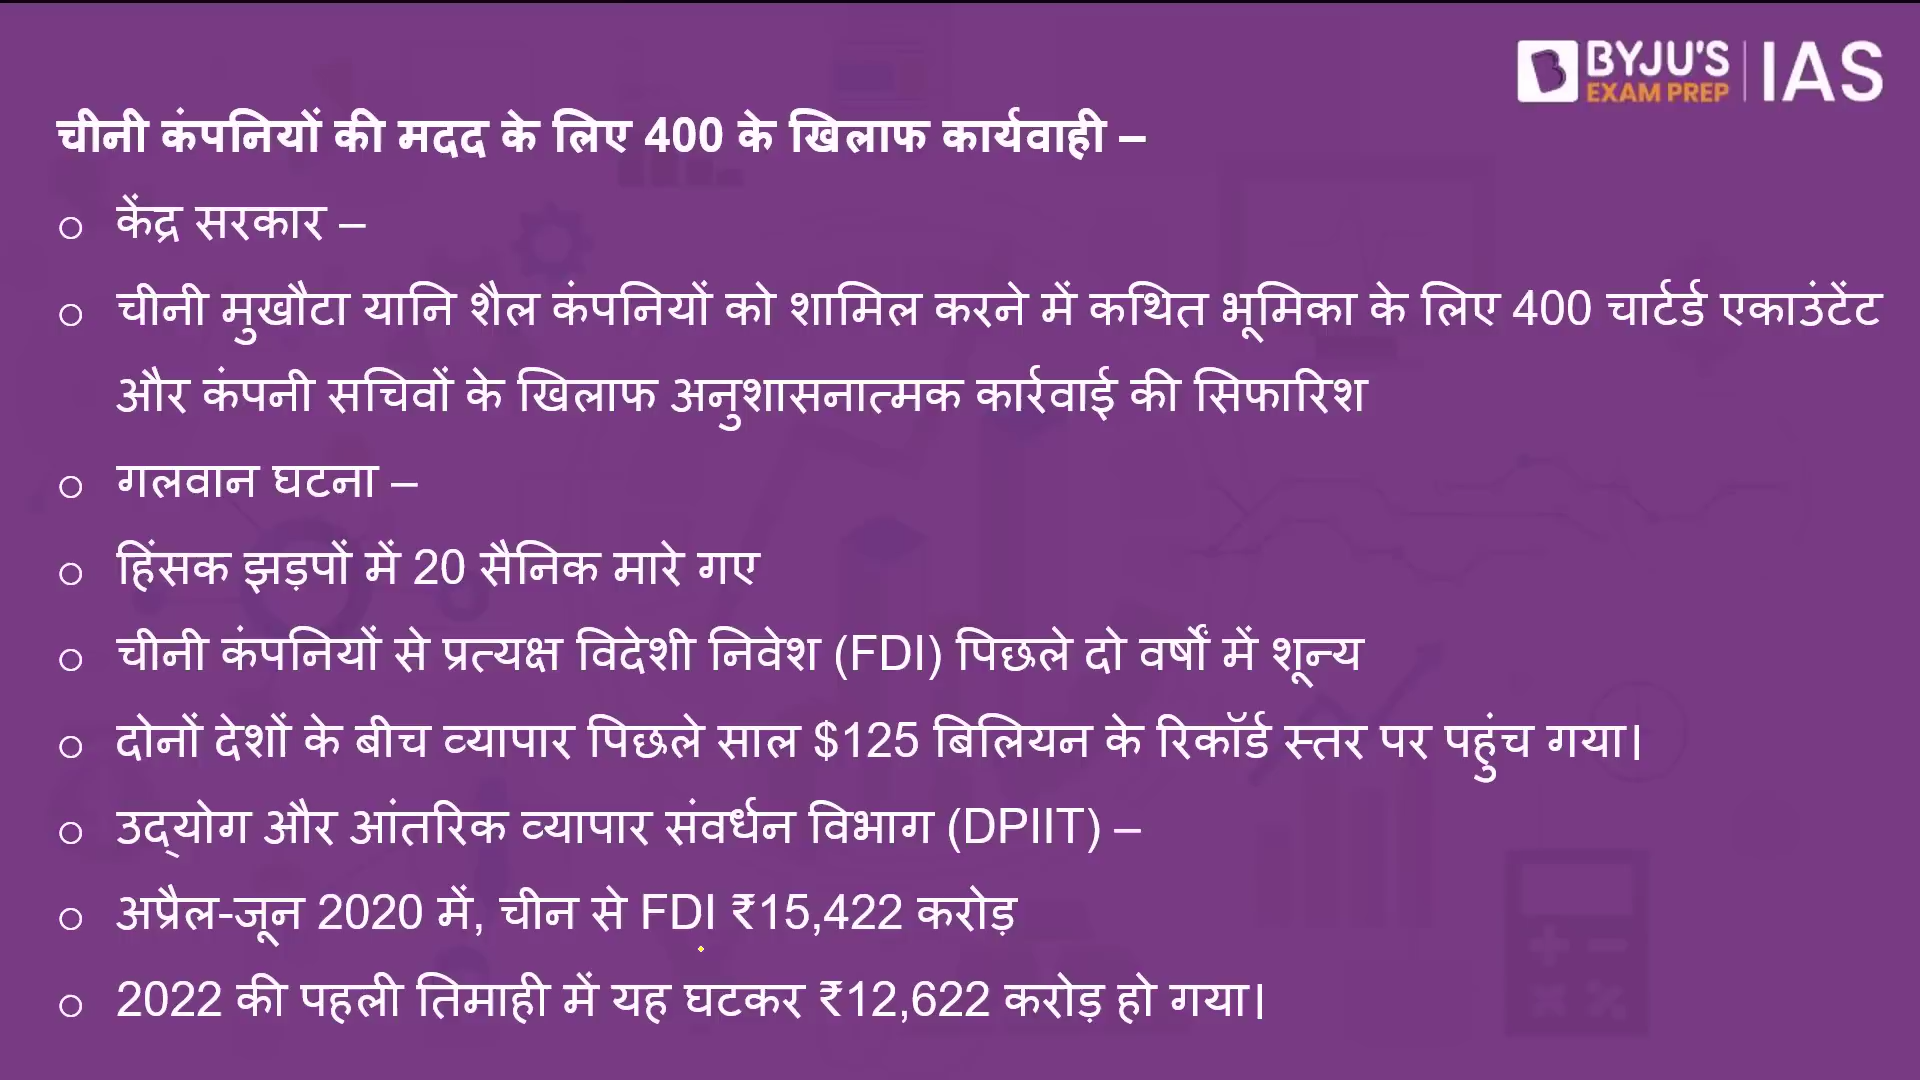 BYJU'S | IAS
EXAM PREP
चीनी कंपनियों की मदद के लिए 400 के खिलाफ कार्यवाही –
○ केंद्र सरकार –
○ चीनी मुखौटा यानि शैल कंपनियों को शामिल करने में कथित भूमिका के लिए 400 चार्टर्ड एकाउंटेंट
और कंपनी सचिवों के खिलाफ अनुशासनात्मक कार्रवाई की सिफारिश
○ गलवान घटना –
○ हिंसक झड़पों में 20 सैनिक मारे गए
○ चीनी कंपनियों से प्रत्यक्ष विदेशी निवेश (FDI) पिछले दो वर्षों में शून्य
○ दोनों देशों के बीच व्यापार पिछले साल $125 बिलियन के रिकॉर्ड स्तर पर पहुंच गया।
○ उद्योग और आंतरिक व्यापार संवर्धन विभाग (DPIIT) –
○ अप्रैल-जून 2020 में, चीन से FDI ₹15,422 करोड़
○ 2022 की पहली तिमाही में यह घटकर ₹12,622 करोड़ हो गया।